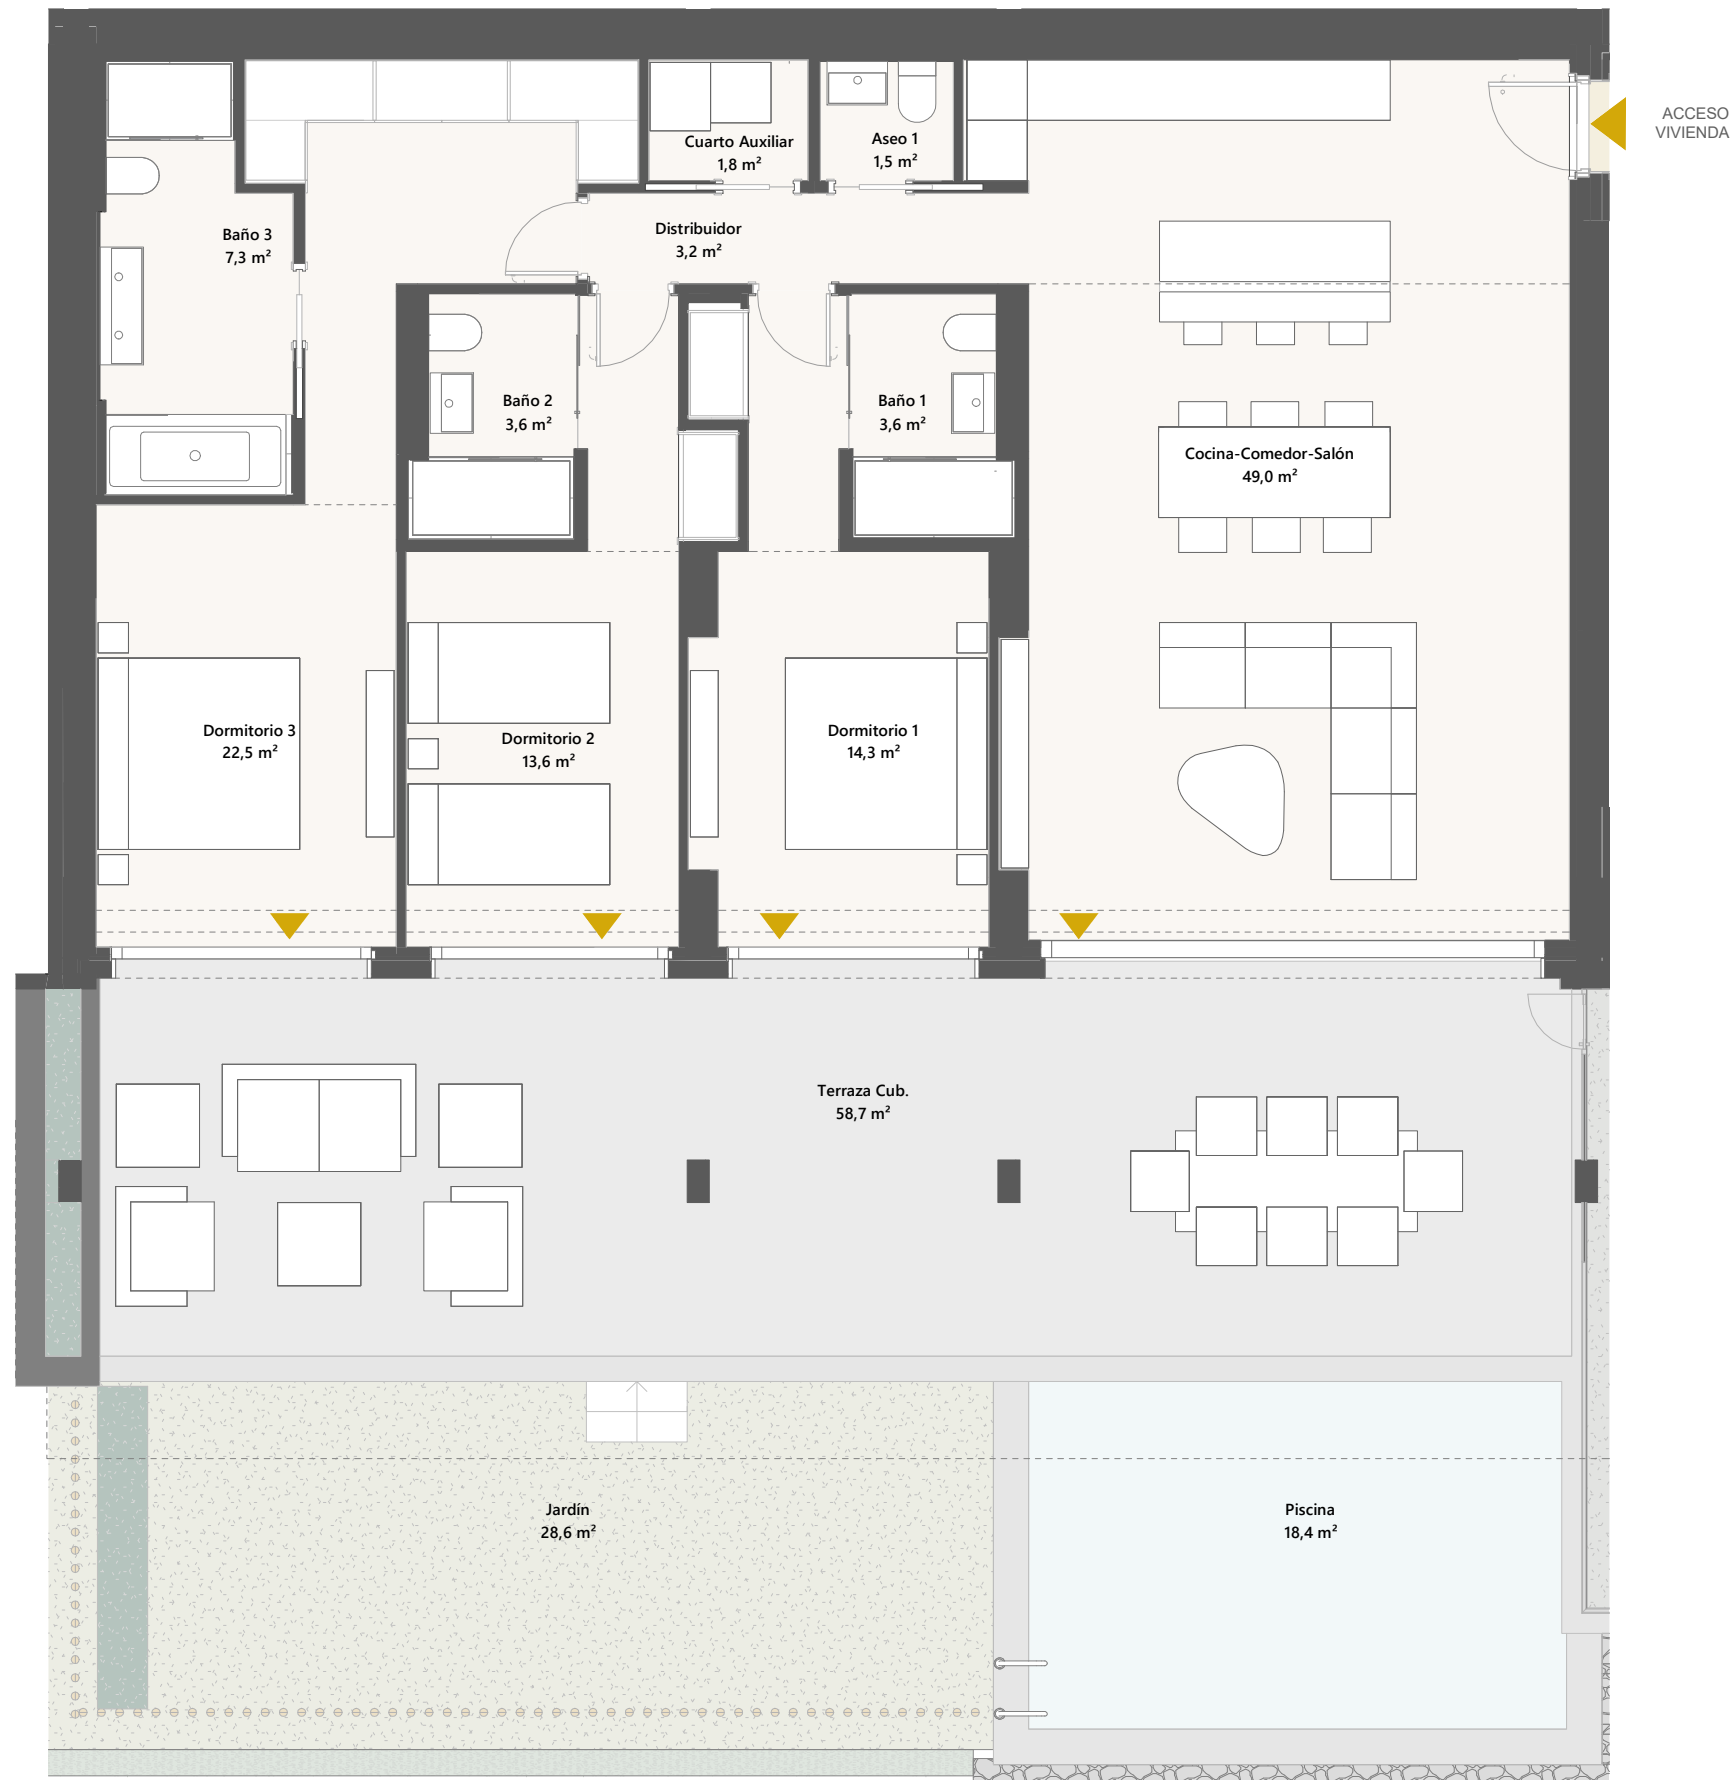 ACCESO
VIVIENDA
Cuarto Auxiliar
1,8 m²
Aseo 1
1,5 m²
Baño 3
7,3 m²
Distribuidor
3,2 m²
Baño 2
3,6 m²
Baño 1
3,6 m²
Cocina-Comedor-Salón
49,0 m²
Dormitorio 3
22,5 m²
Dormitorio 2
13,6 m²
Dormitorio 1
14,3 m²
Terraza Cub.
58,7 m²
Jardín
28,6 m²
Piscina
18,4 m²